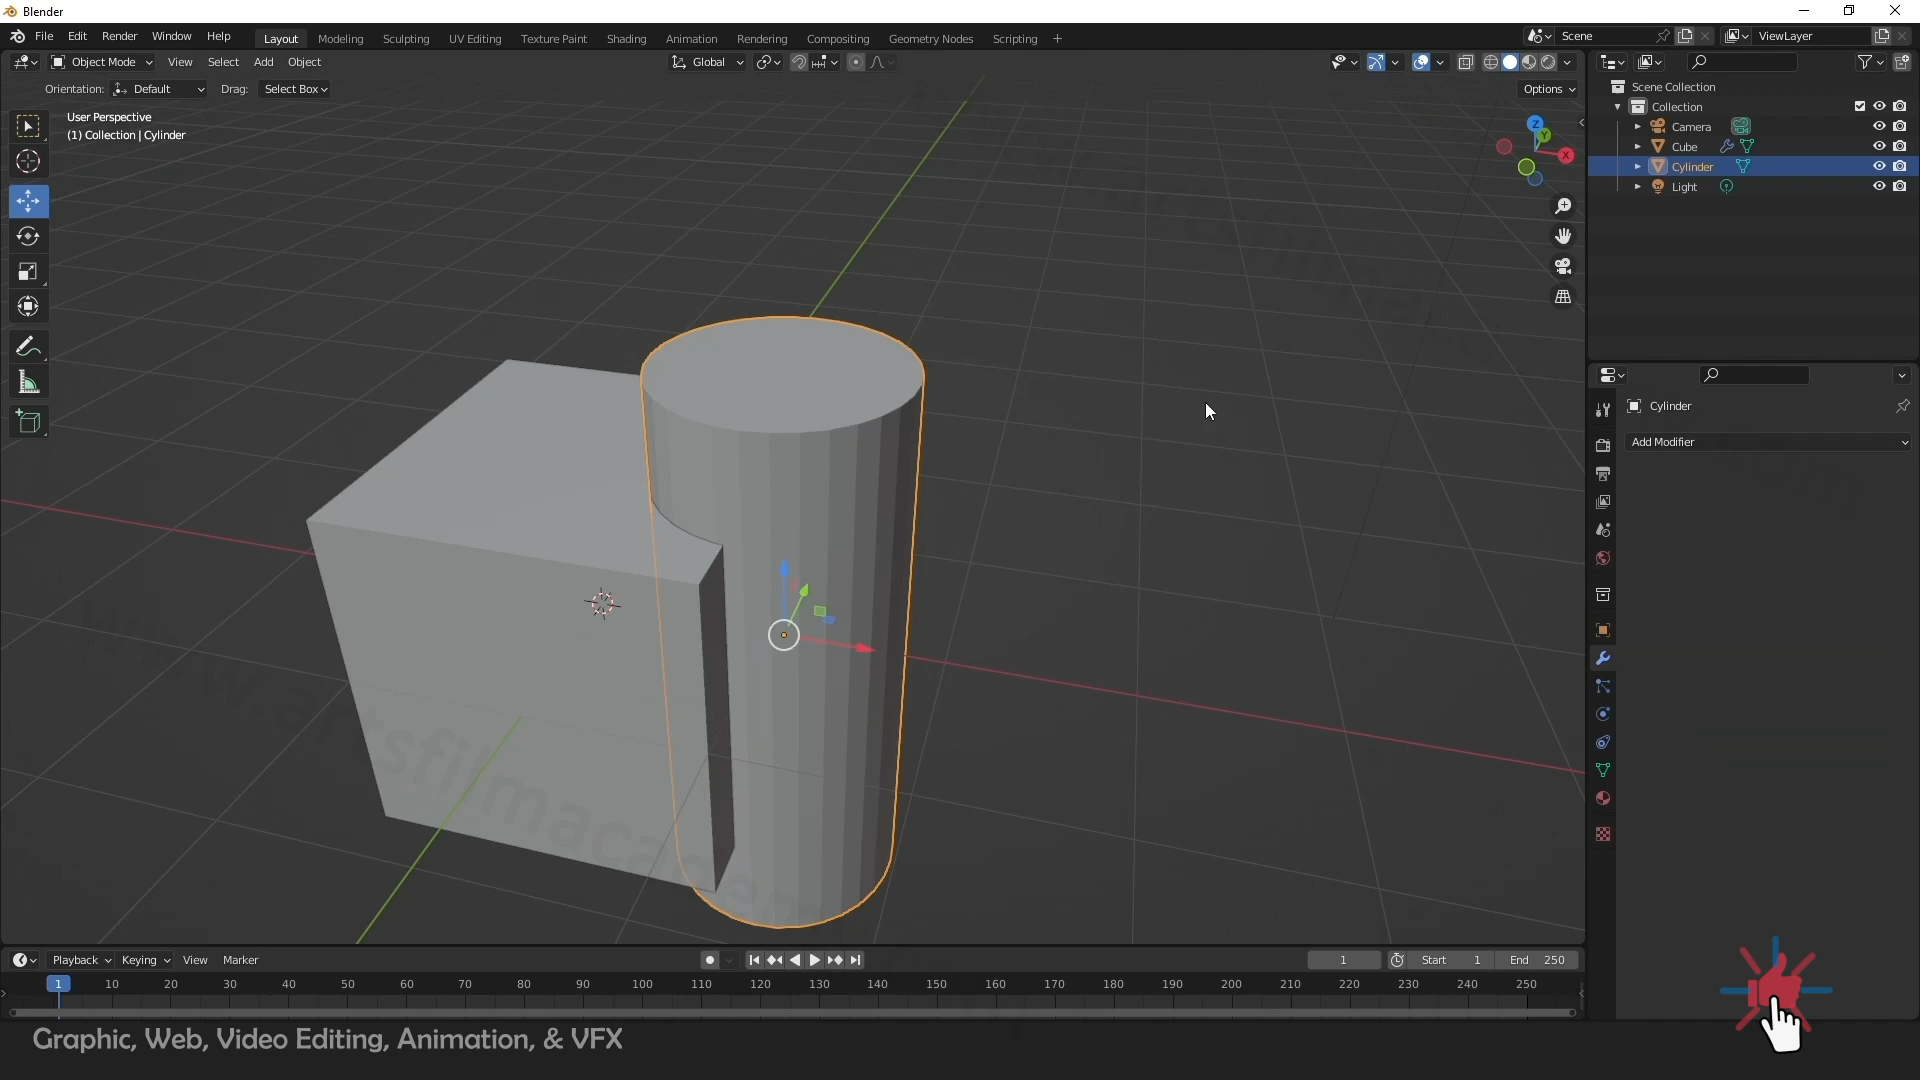 Blender
File Edit Render Window Help Layout Modeling Sculpting UV Editing Texture Paint Shading Animation Rendering Compositing Geometry Nodes Scripting + Scene ViewLayer
Object Mode View Select Add Object Global
Orientation: Default Drag: Select Box Options
User Perspective
(1) Collection | Cylinder
Z
Y
X
Scene Collection
Collection
Camera
Cube
Cylinder
Light
Cylinder
Add Modifier
Playback Keying View Marker 1 Start 1 End 250
1 10 20 30 40 50 60 70 80 90 100 110 120 130 140 150 160 170 180 190 200 210 220 230 240 250
Graphic, Web, Video Editing, Animation, & VFX